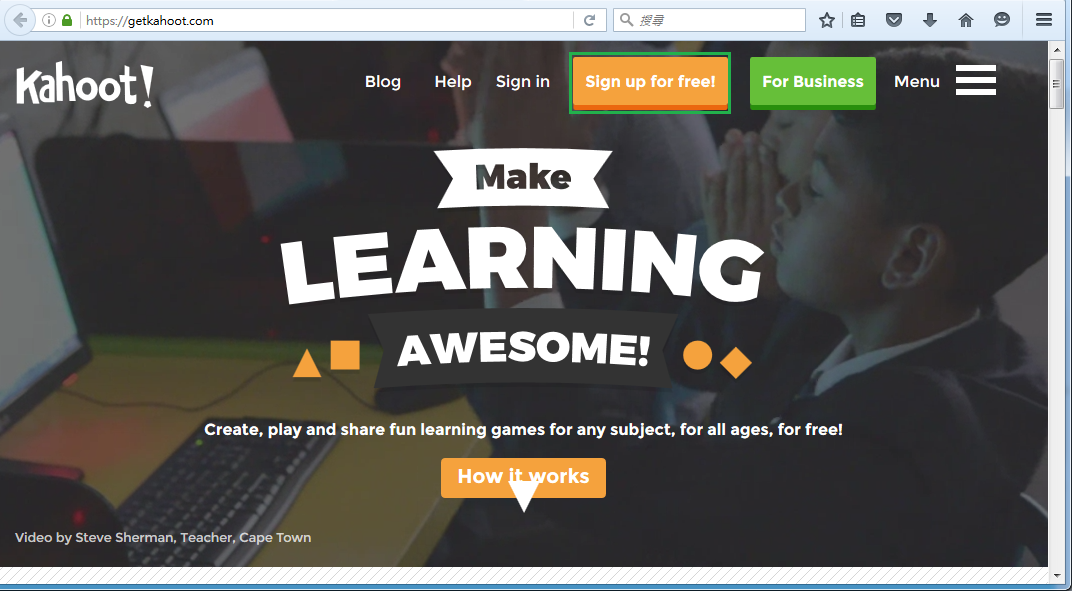 https://getkahoot.com
搜尋
Kahoot!
Blog Help Sign in Sign up for free! For Business Menu
Make
LEARNING
AWESOME!
Create, play and share fun learning games for any subject, for all ages, for free!
How it works
Video by Steve Sherman, Teacher, Cape Town